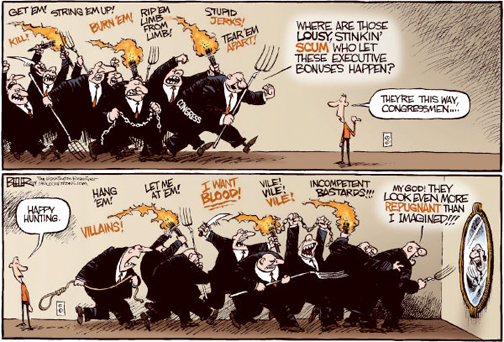 GET 'EM!
STRING 'EM UP!
KILL!
BURN 'EM!
RIP 'EM
LIMB
FROM
LIMB!
STUPID
JERKS!
TEAR 'EM
APART!
CONGRESS
WHERE ARE THOSE
LOUSY, STINKIN'
SCUM WHO LET
THESE EXECUTIVE
BONUSES HAPPEN?
THEY'RE THIS WAY,
CONGRESSMEN....
BEELER
HAPPY
HUNTING.
VILLAINS!
HANG
'EM!
LET ME
AT 'EM!
I WANT
BLOOD!
VILE!
VILE!
VILE!
INCOMPETENT
BASTARDS!!!
MY GOD! THEY
LOOK EVEN MORE
REPUGNANT THAN
I IMAGINED!!!